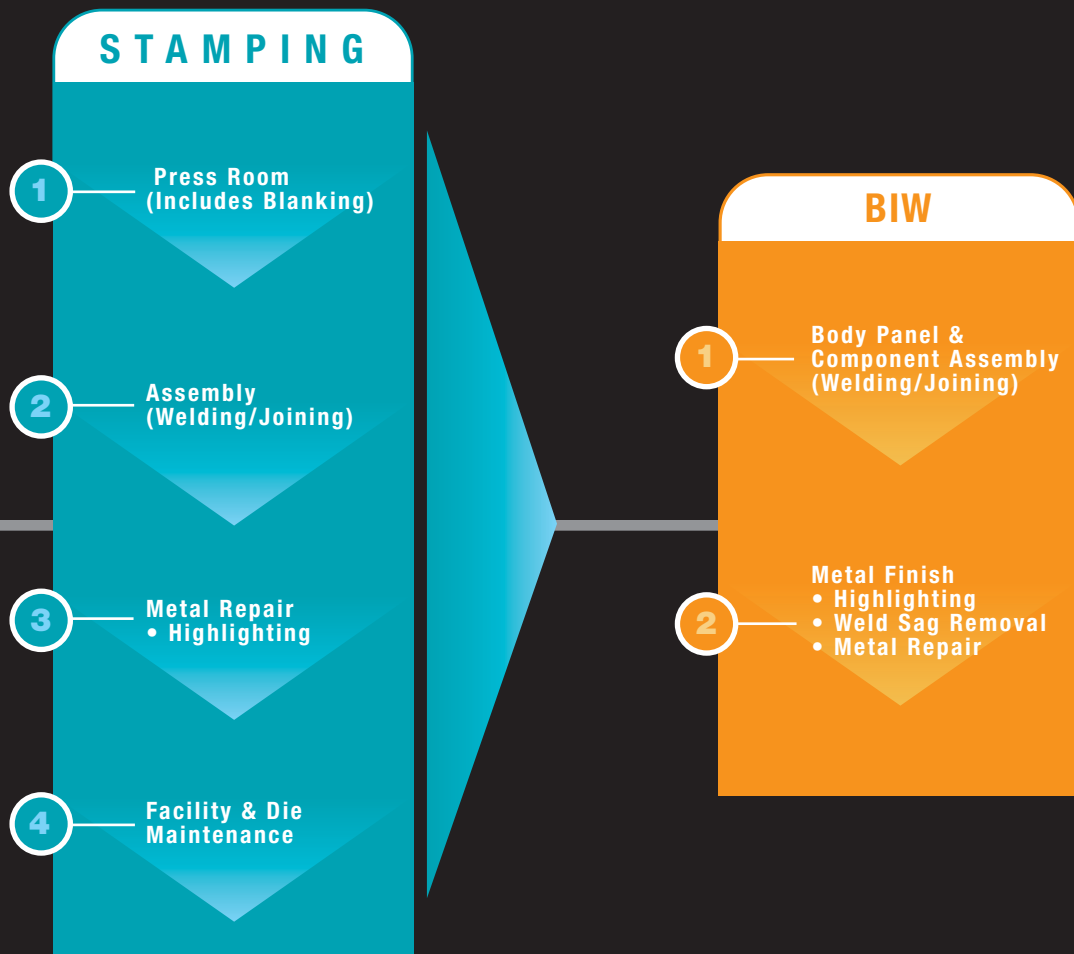 STAMPING
1
Press Room
(Includes Blanking)
2
Assembly
(Welding/Joining)
3
Metal Repair
• Highlighting
4
Facility & Die
Maintenance
BIW
1
Body Panel &
Component Assembly
(Welding/Joining)
2
Metal Finish
• Highlighting
• Weld Sag Removal
• Metal Repair